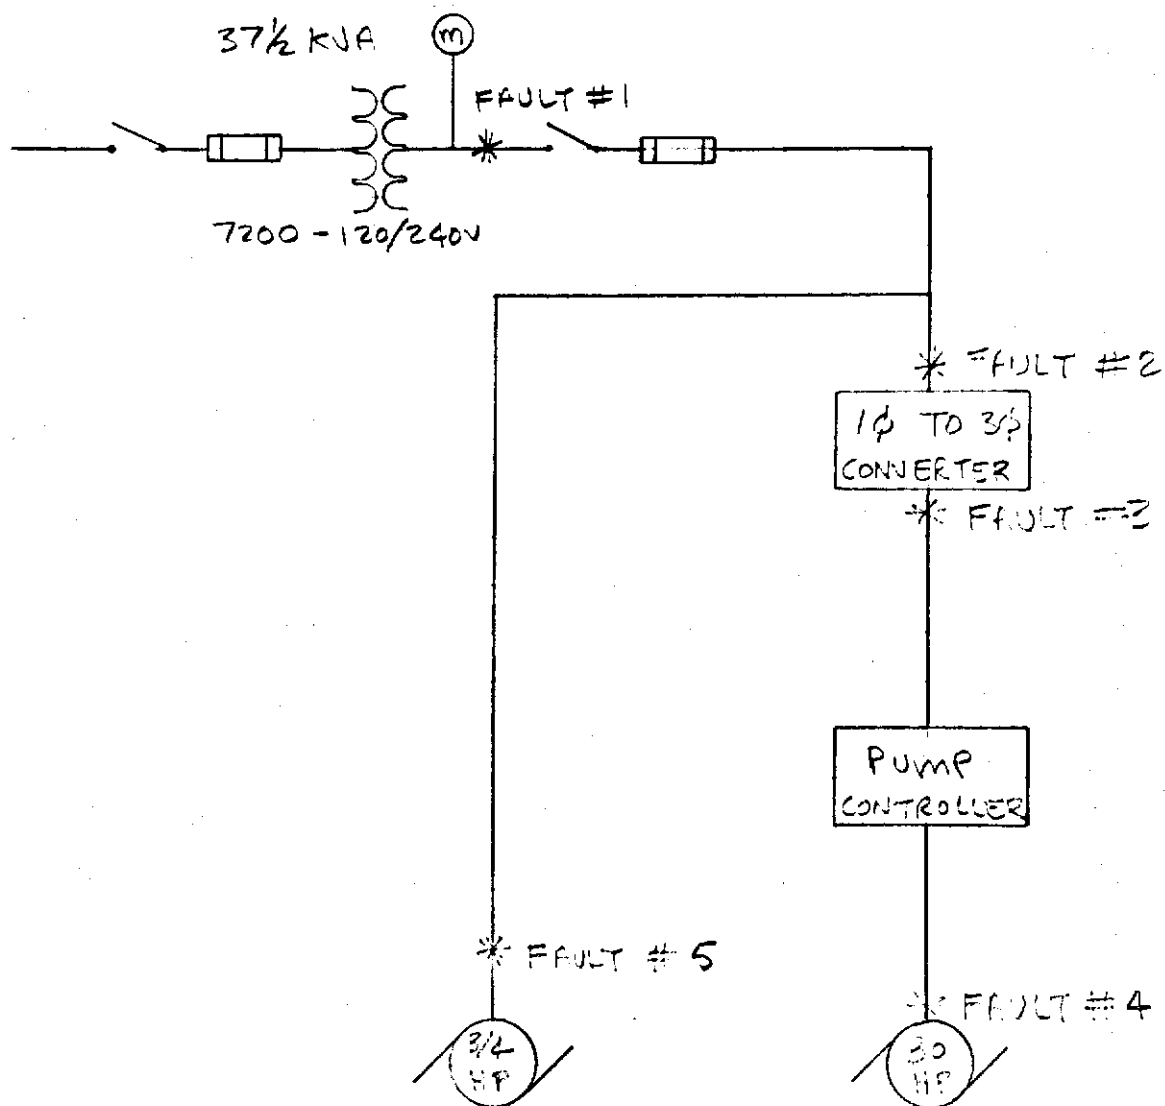 37½ KVA
m
FAULT #1
7200 - 120/240V
FAULT #2
1ϕ TO 3ϕ
CONVERTER
FAULT #3
PUMP
CONTROLLER
FAULT # 5
FAULT #4
3/4
HP
30
HP